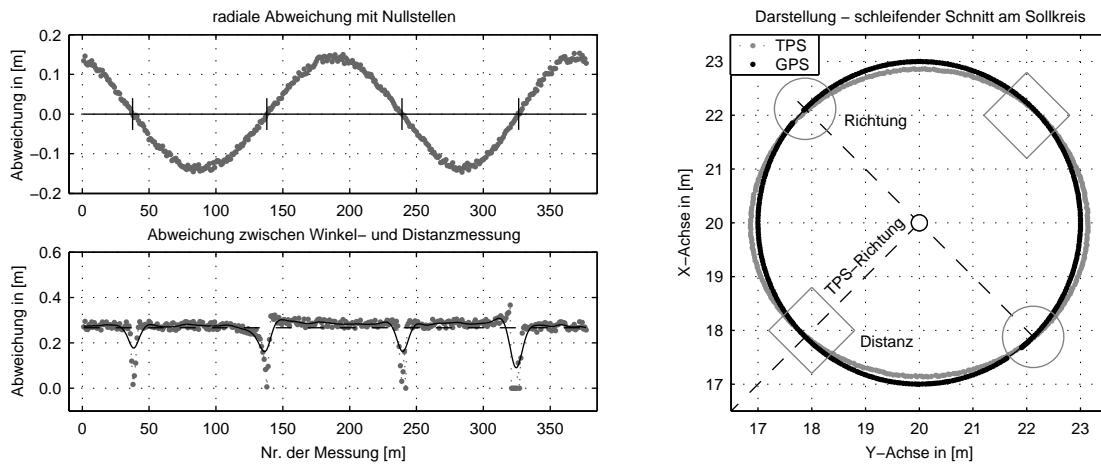 radiale Abweichung mit Nullstellen
Abweichung in [m]
0.2
0.1
0.0
−0.1
−0.2
0 50 100 150 200 250 300 350
Abweichung zwischen Winkel− und Distanzmessung
Abweichung in [m]
0.6
0.4
0.2
0.0
0 50 100 150 200 250 300 350
Nr. der Messung [m]
Darstellung − schleifender Schnitt am Sollkreis
TPS
GPS
X−Achse in [m]
23
22
21
20
19
18
17
Richtung
TPS−Richtung
Distanz
17 18 19 20 21 22 23
Y−Achse in [m]